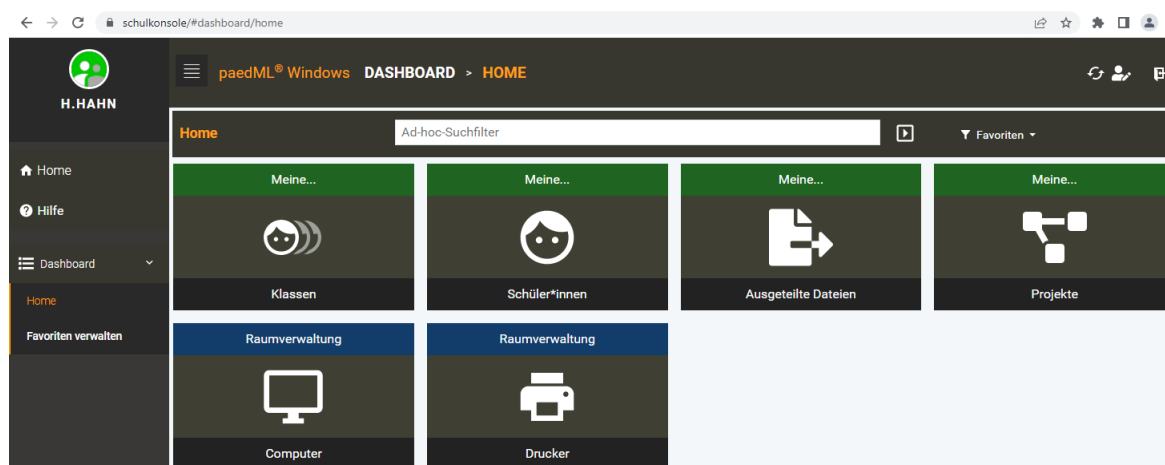 schulkonsole/#dashboard/home
H.HAHN
paedML® Windows DASHBOARD > HOME
Home
Ad-hoc-Suchfilter
Favoriten
Home
Hilfe
Dashboard
Home
Favoriten verwalten
Meine...
Klassen
Meine...
Schüler*innen
Meine...
Ausgeteilte Dateien
Meine...
Projekte
Raumverwaltung
Computer
Raumverwaltung
Drucker